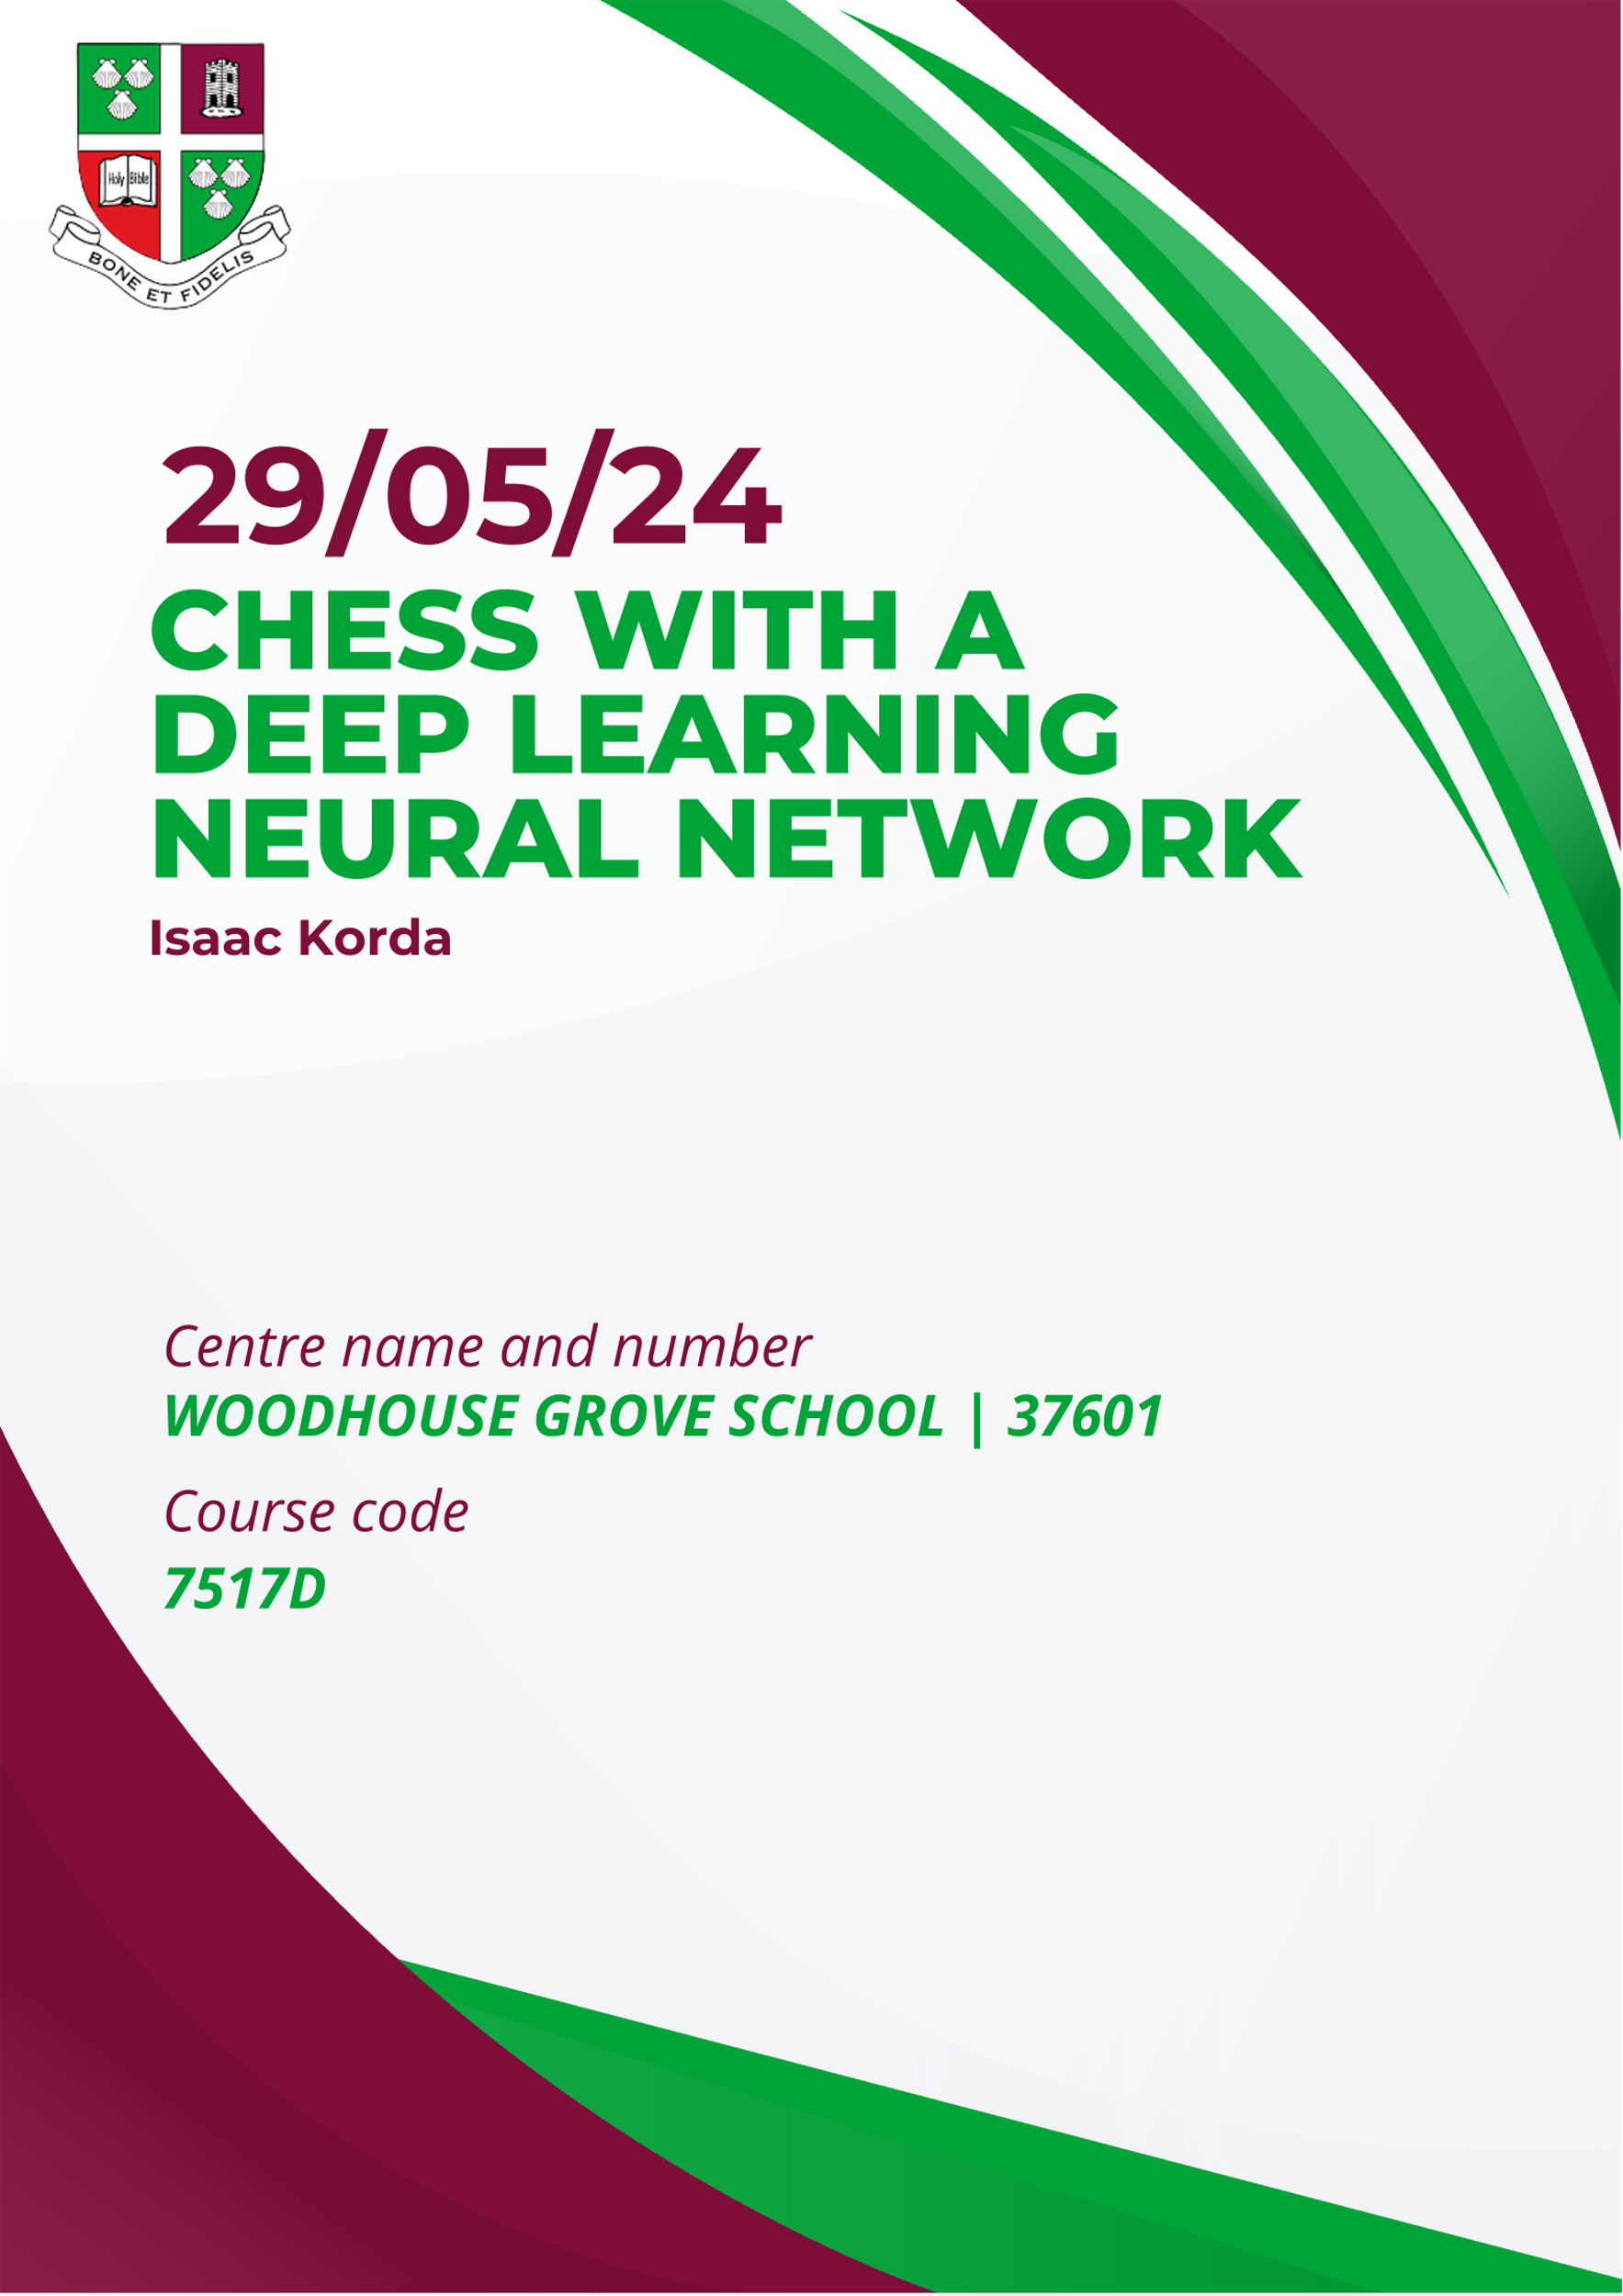 Holy Bible
BONE ET FIDELIS
29/05/24
CHESS WITH A
DEEP LEARNING
NEURAL NETWORK
Isaac Korda
Centre name and number
WOODHOUSE GROVE SCHOOL | 37601
Course code
7517D